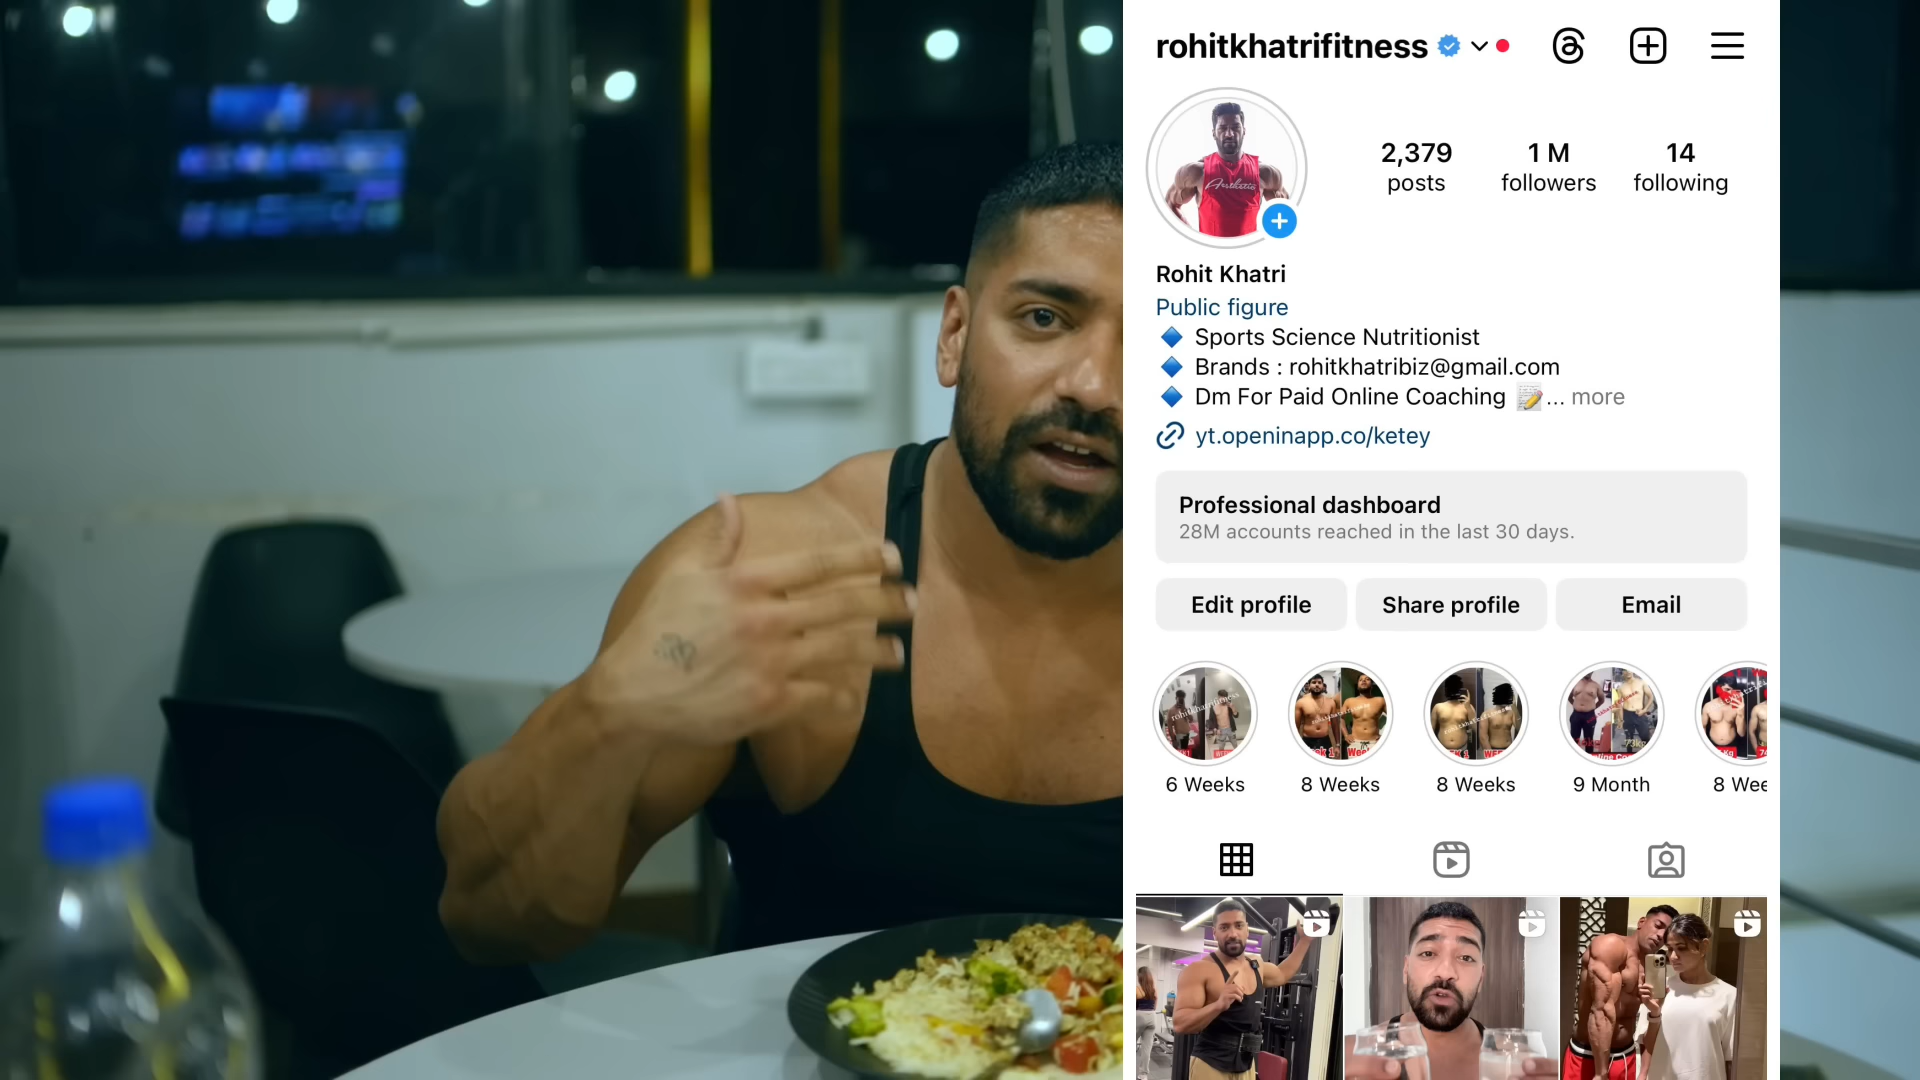 rohitkhatrifitness
2,379 posts
1 M followers
14 following
Rohit Khatri
Public figure
🔷 Sports Science Nutritionist
🔷 Brands : rohitkhatribiz@gmail.com
🔷 Dm For Paid Online Coaching 📝... more
yt.openinapp.co/ketey
Professional dashboard
28M accounts reached in the last 30 days.
Edit profile
Share profile
Email
6 Weeks
8 Weeks
8 Weeks
9 Month
8 Wee